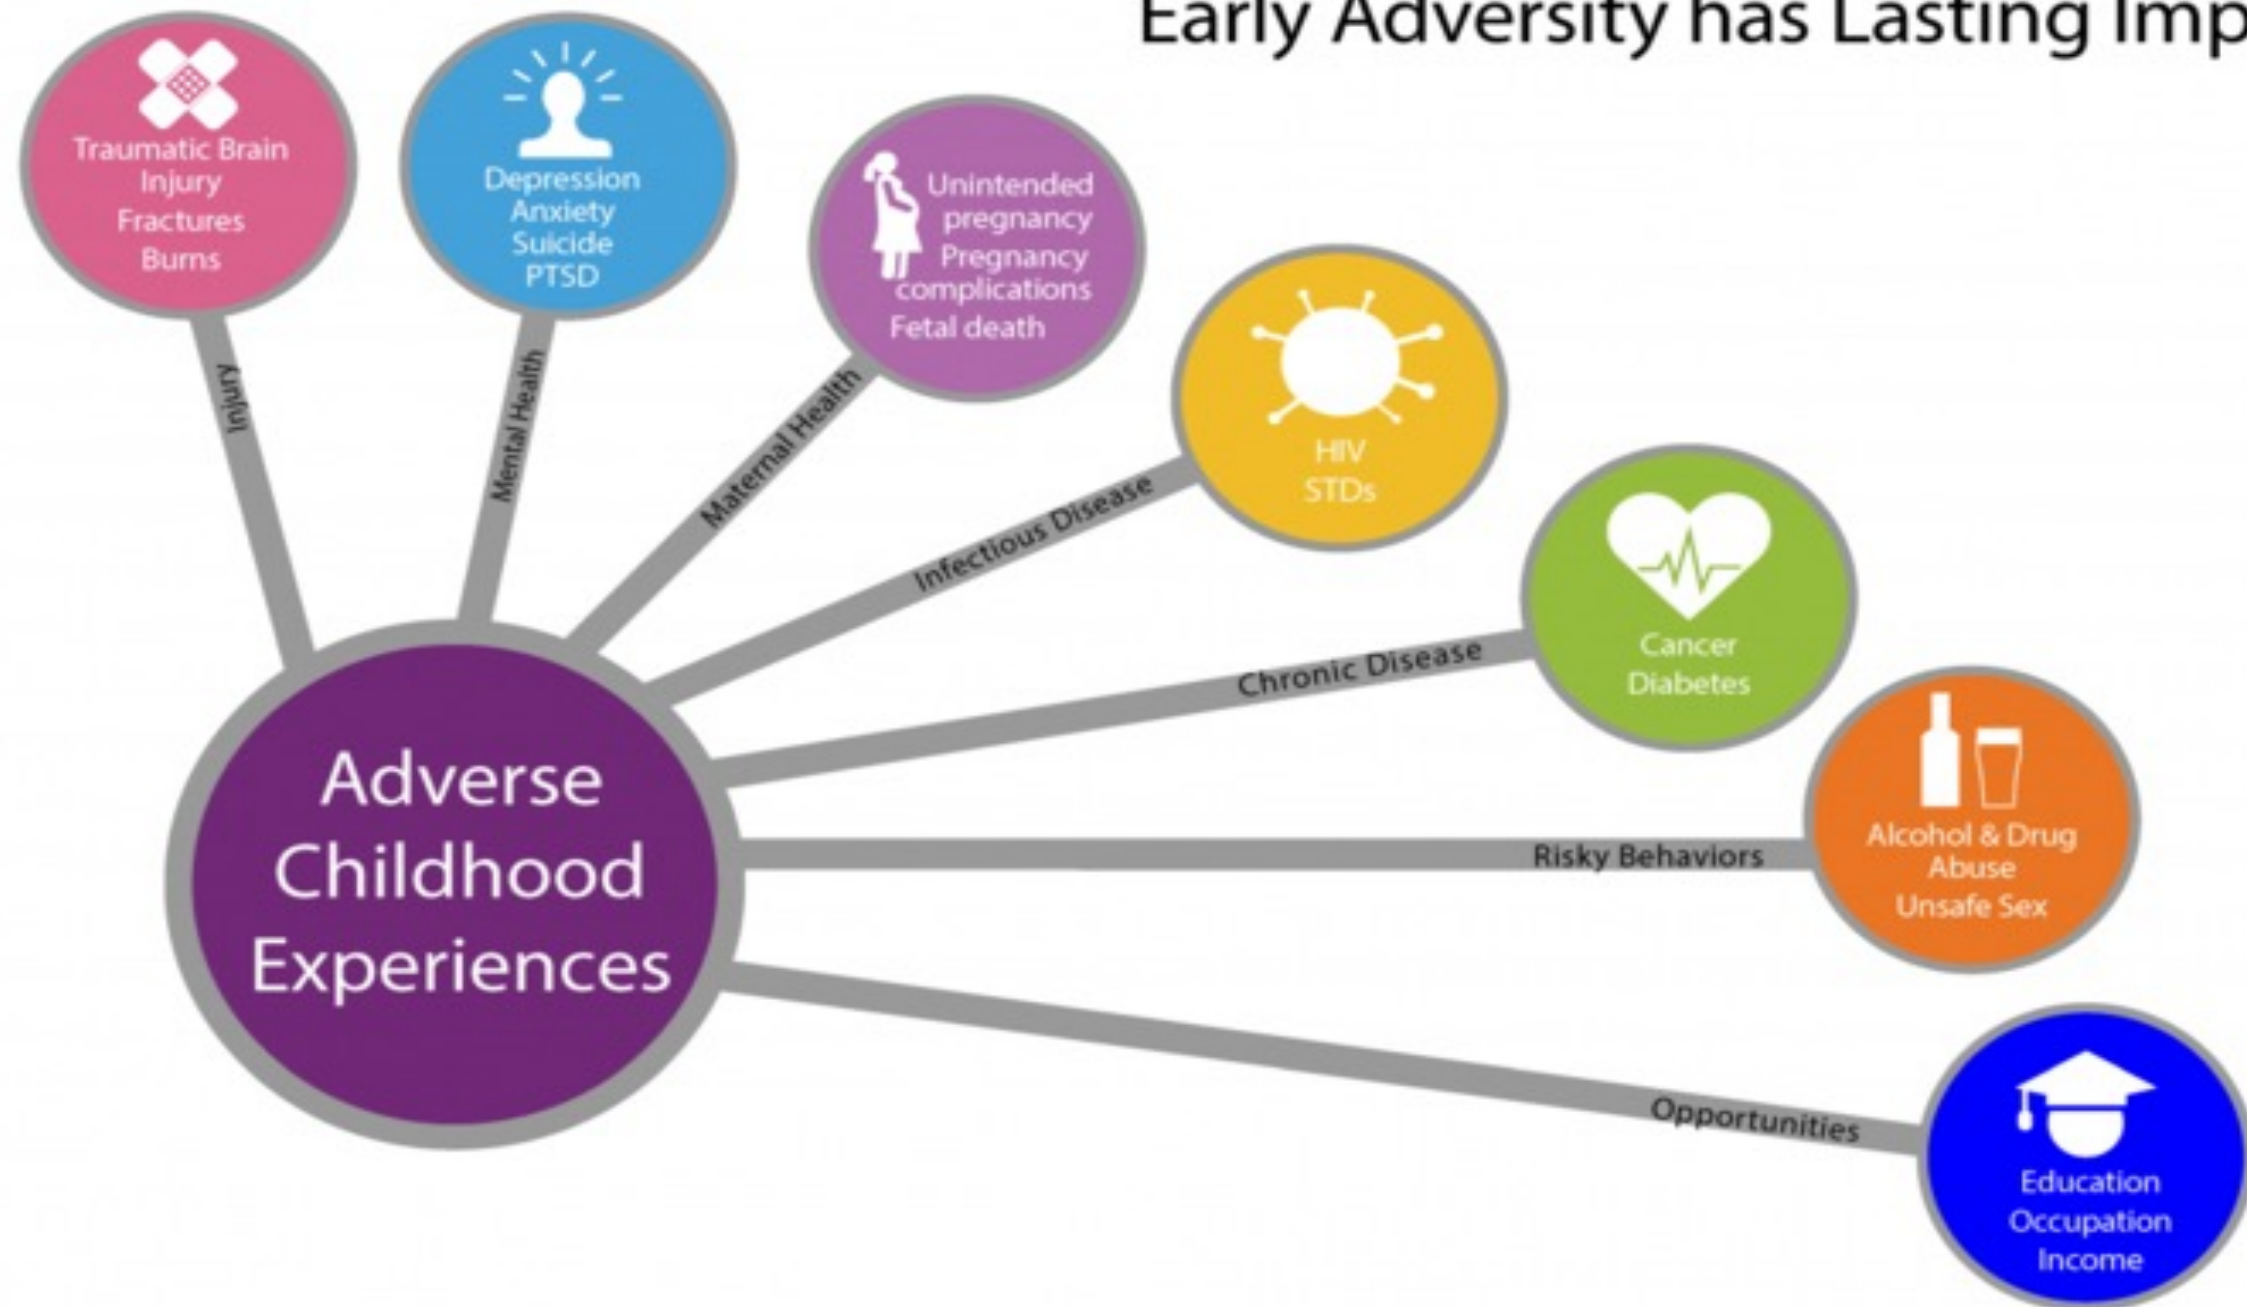 Early Adversity has Lasting Imp
Traumatic Brain
Injury
Fractures
Burns
Depression
Anxiety
Suicide
PTSD
Unintended
pregnancy
Pregnancy
complications
Fetal death
HIV
STDs
Cancer
Diabetes
Alcohol & Drug
Abuse
Unsafe Sex
Education
Occupation
Income
Injury
Mental Health
Maternal Health
Infectious Disease
Chronic Disease
Risky Behaviors
Opportunities
Adverse
Childhood
Experiences